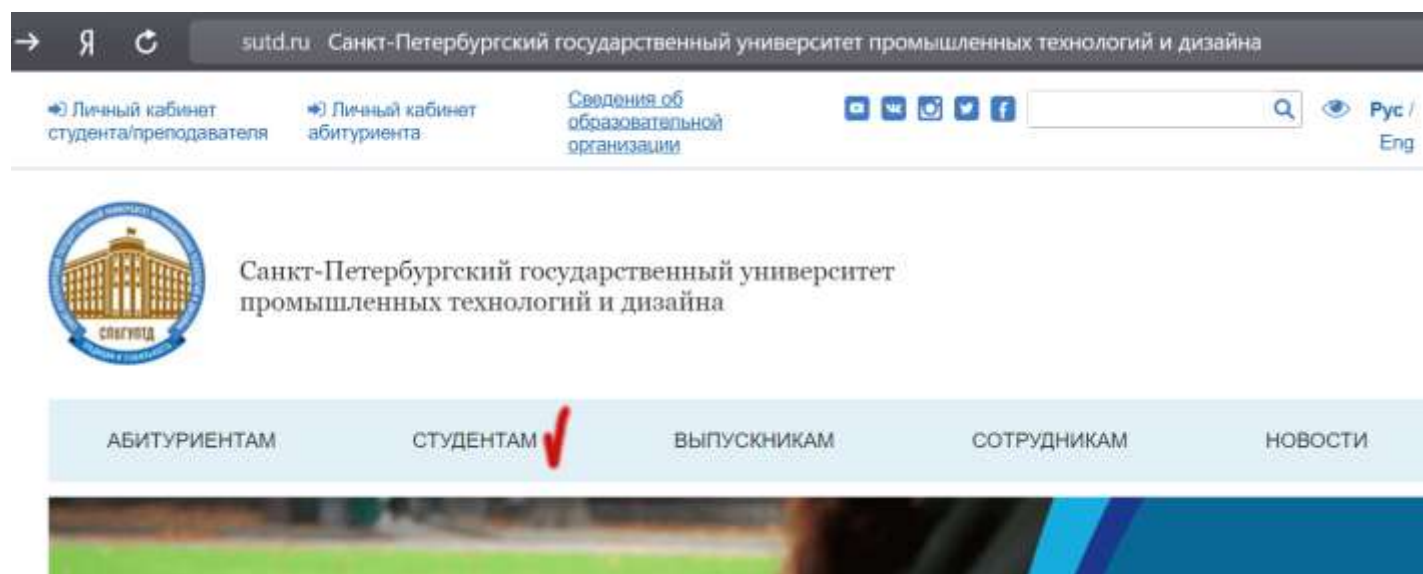 Я sutd.ru Санкт-Петербургский государственный университет промышленных технологий и дизайна
Личный кабинет студента/преподавателя
Личный кабинет абитуриента
Сведения об
образовательной
организации
Рус /
Eng
Санкт-Петербургский государственный университет
промышленных технологий и дизайна
СПБГУПТД
АБИТУРИЕНТАМ СТУДЕНТАМ ВЫПУСКНИКАМ СОТРУДНИКАМ НОВОСТИ